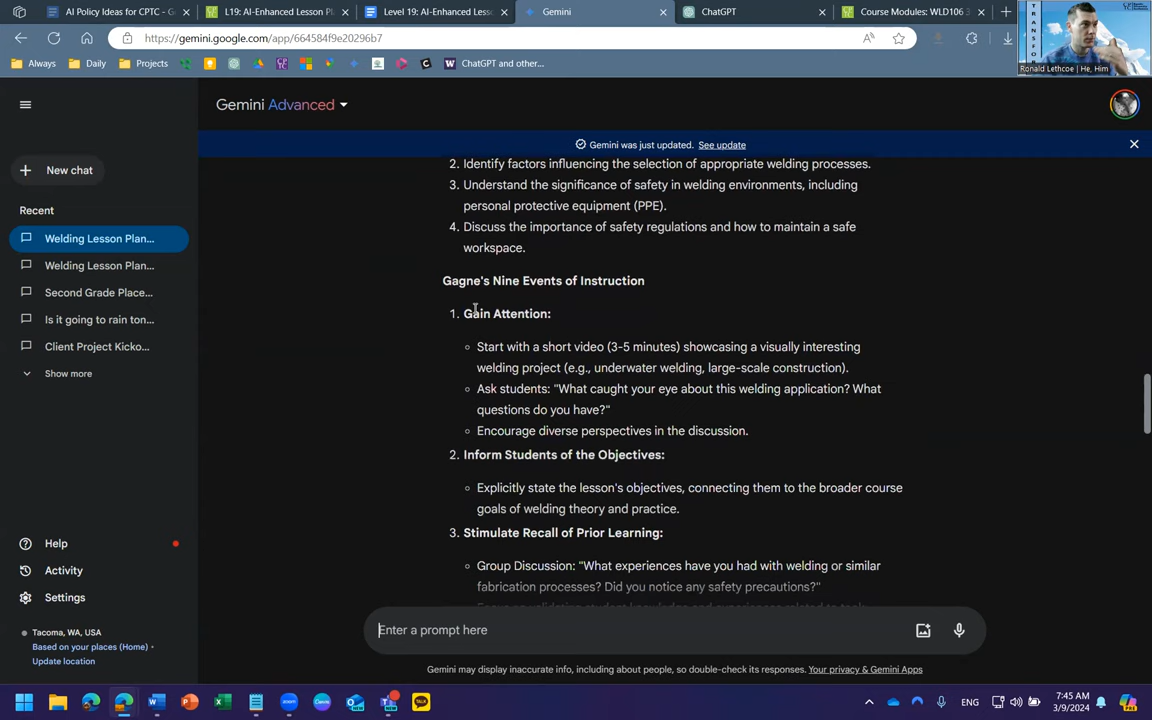 AI Policy Ideas for CPTC - G
L19: AI-Enhanced Lesson Pl
Level 19: AI-Enhanced Lesse
Gemini
ChatGPT
Course Modules: WLD106 3
https://gemini.google.com/app/664584f9e20296b7
Always
Daily
Projects
ChatGPT and other...
TRANSFO
Ronald Lethcoe | He, Him
Gemini Advanced
Gemini was just updated. See update
New chat
Recent
Welding Lesson Plan...
Welding Lesson Plan...
Second Grade Place...
Is it going to rain ton...
Client Project Kicko...
Show more
2. Identify factors influencing the selection of appropriate welding processes.
3. Understand the significance of safety in welding environments, including
personal protective equipment (PPE).
4. Discuss the importance of safety regulations and how to maintain a safe
workspace.
Gagne's Nine Events of Instruction
1. Gain Attention:
Start with a short video (3-5 minutes) showcasing a visually interesting
welding project (e.g., underwater welding, large-scale construction).
Ask students: "What caught your eye about this welding application? What
questions do you have?"
Encourage diverse perspectives in the discussion.
2. Inform Students of the Objectives:
Explicitly state the lesson's objectives, connecting them to the broader course
goals of welding theory and practice.
3. Stimulate Recall of Prior Learning:
Group Discussion: "What experiences have you had with welding or similar
fabrication processes? Did you notice any safety precautions?"
Help
Activity
Settings
Tacoma, WA, USA
Based on your places (Home) •
Update location
Enter a prompt here
Gemini may display inaccurate info, including about people, so double-check its responses. Your privacy & Gemini Apps
ENG
7:45 AM
3/9/2024